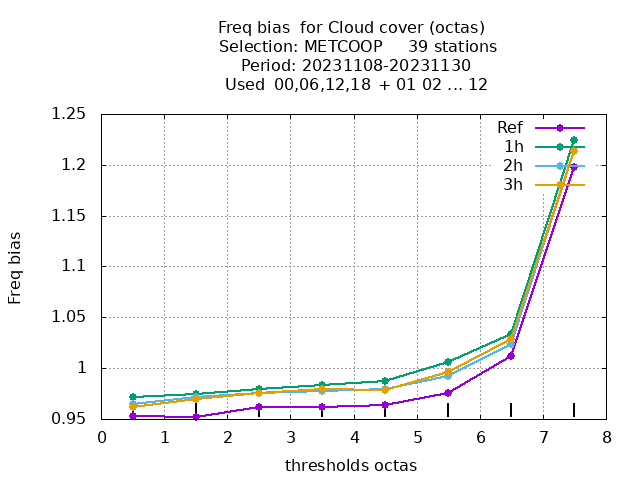 Freq bias  for Cloud cover (octas)
Selection: METCOOP     39 stations
Period: 20231108-20231130
Used  00,06,12,18 + 01 02 ... 12
Ref
1h
2h
3h
1.25
1.2
1.15
1.1
1.05
1
0.95
Freq bias
0 1 2 3 4 5 6 7 8
thresholds octas